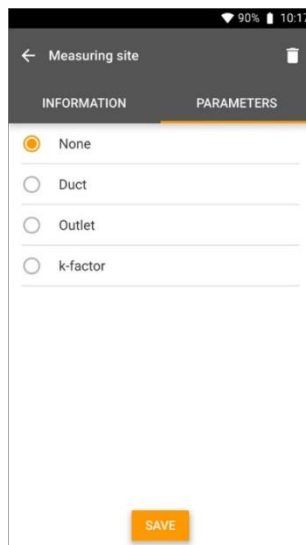 90% 10:17
Measuring site
INFORMATION PARAMETERS
None
Duct
Outlet
k-factor
SAVE